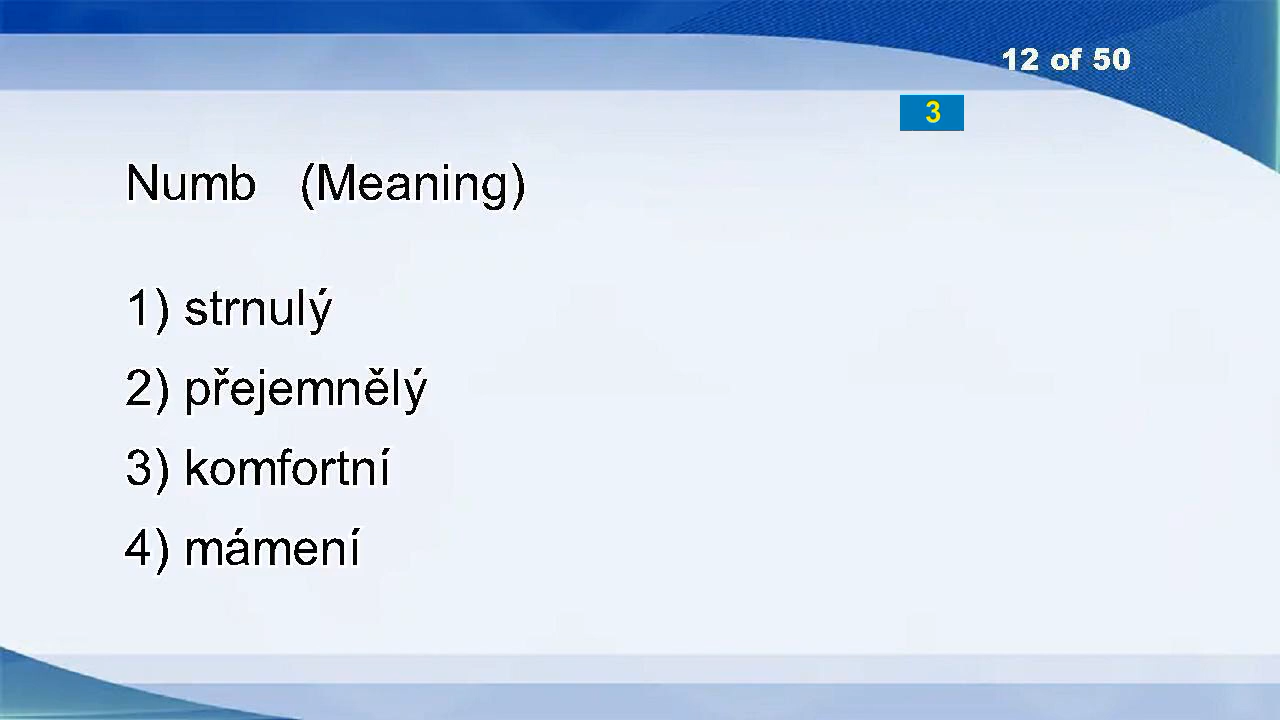 12 of 50
3
Numb (Meaning)
1) strnulý
2) přejemnělý
3) komfortní
4) mámení